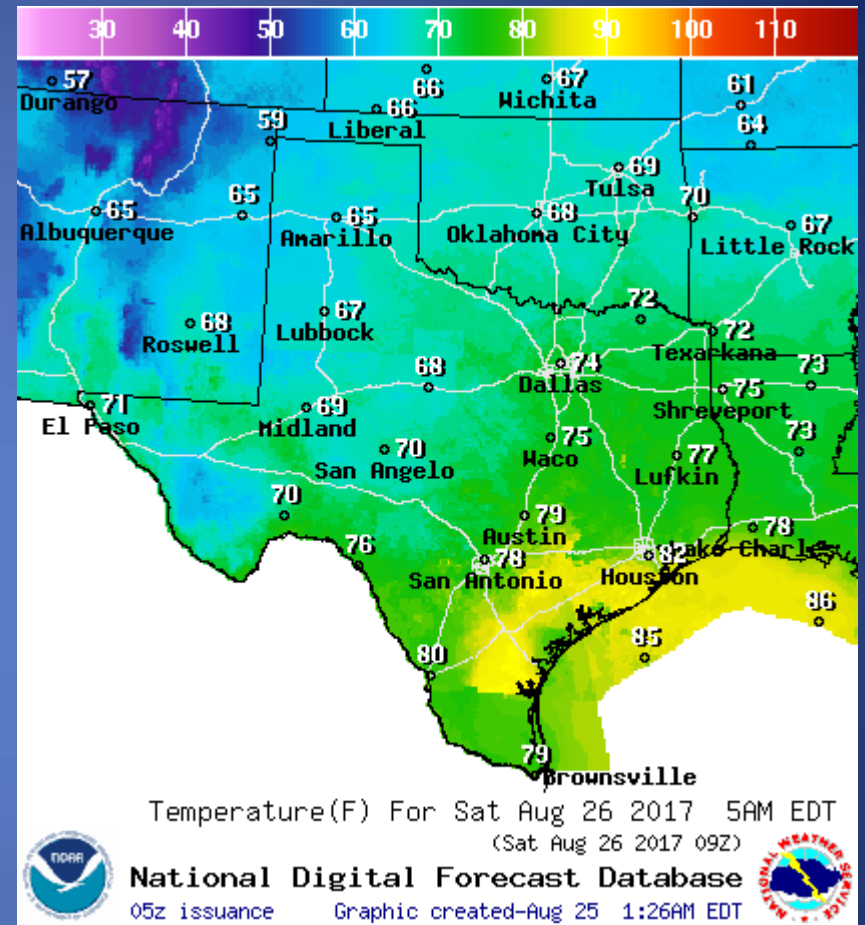 30 40 50 60 70 80 90 100 110
57
Durango
66
66
Liberal
67
Wichita
61
59
64
69
Tulsa
65
Albuquerque
65
65
Amarillo
68
Oklahoma City
70
67
Little Rock
68
Roswell
67
Lubbock
72
72
Texarkana
74
Dallas
68
75
Shreveport
73
71
El Paso
69
Midland
70
San Angelo
75
Waco
77
Lufkin
73
70
79
Austin
78
Lake Charles
76
78
San Antonio
82
Houston
86
85
80
79
Brownsville
Temperature(F) For Sat Aug 26 2017 5AM EDT
(Sat Aug 26 2017 09Z)
NOAA
National Digital Forecast Database
05z issuance Graphic created-Aug 25 1:26AM EDT
NATIONAL WEATHER SERVICE